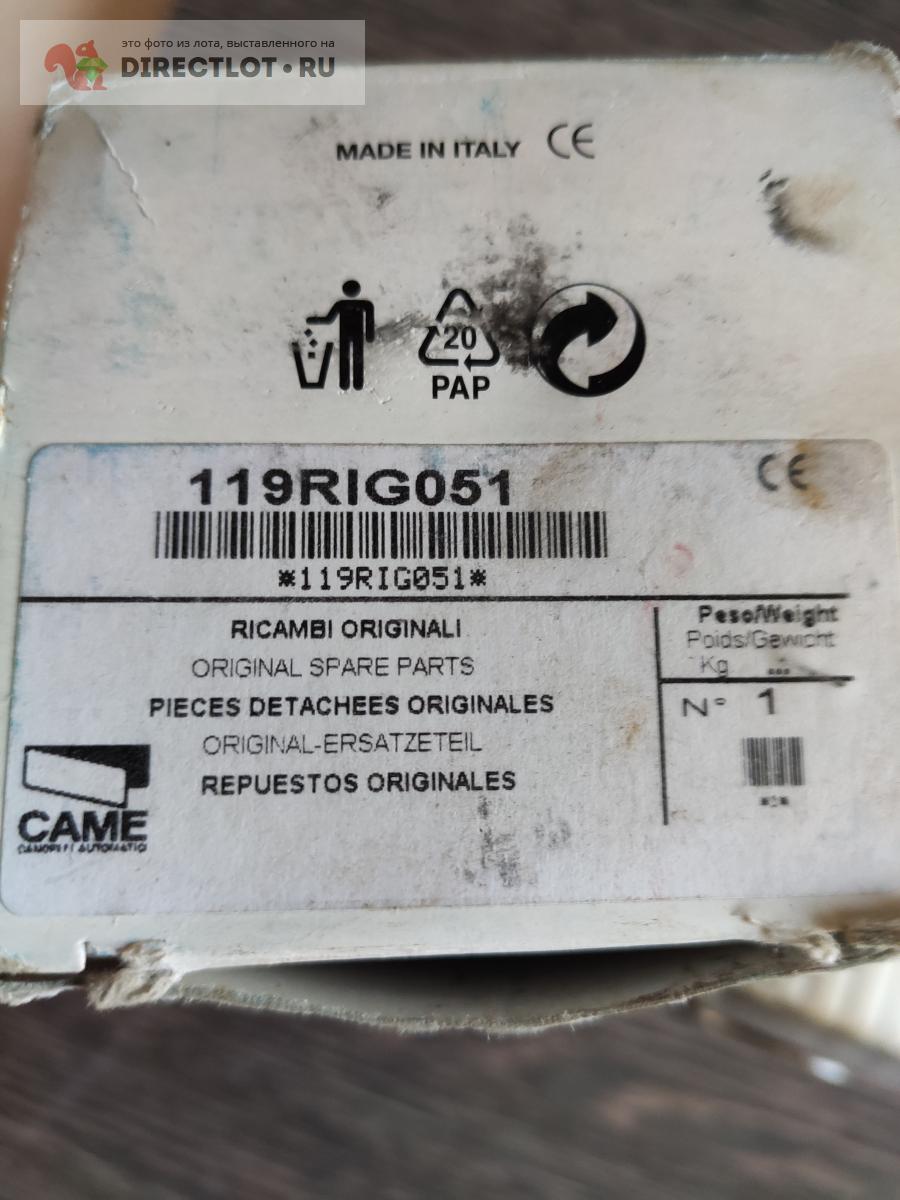 это фото из лота, выставленного на
DIRECTLOT•RU
MADE IN ITALY CE
20
PAP
119RIG051
CE
*119RIG051*
RICAMBI ORIGINALI
ORIGINAL SPARE PARTS
PIECES DETACHEES ORIGINALES
ORIGINAL-ERSATZETEIL
REPUESTOS ORIGINALES
Peso/Weight
Poids/Gewicht
Kg ...
N° 1
CAME